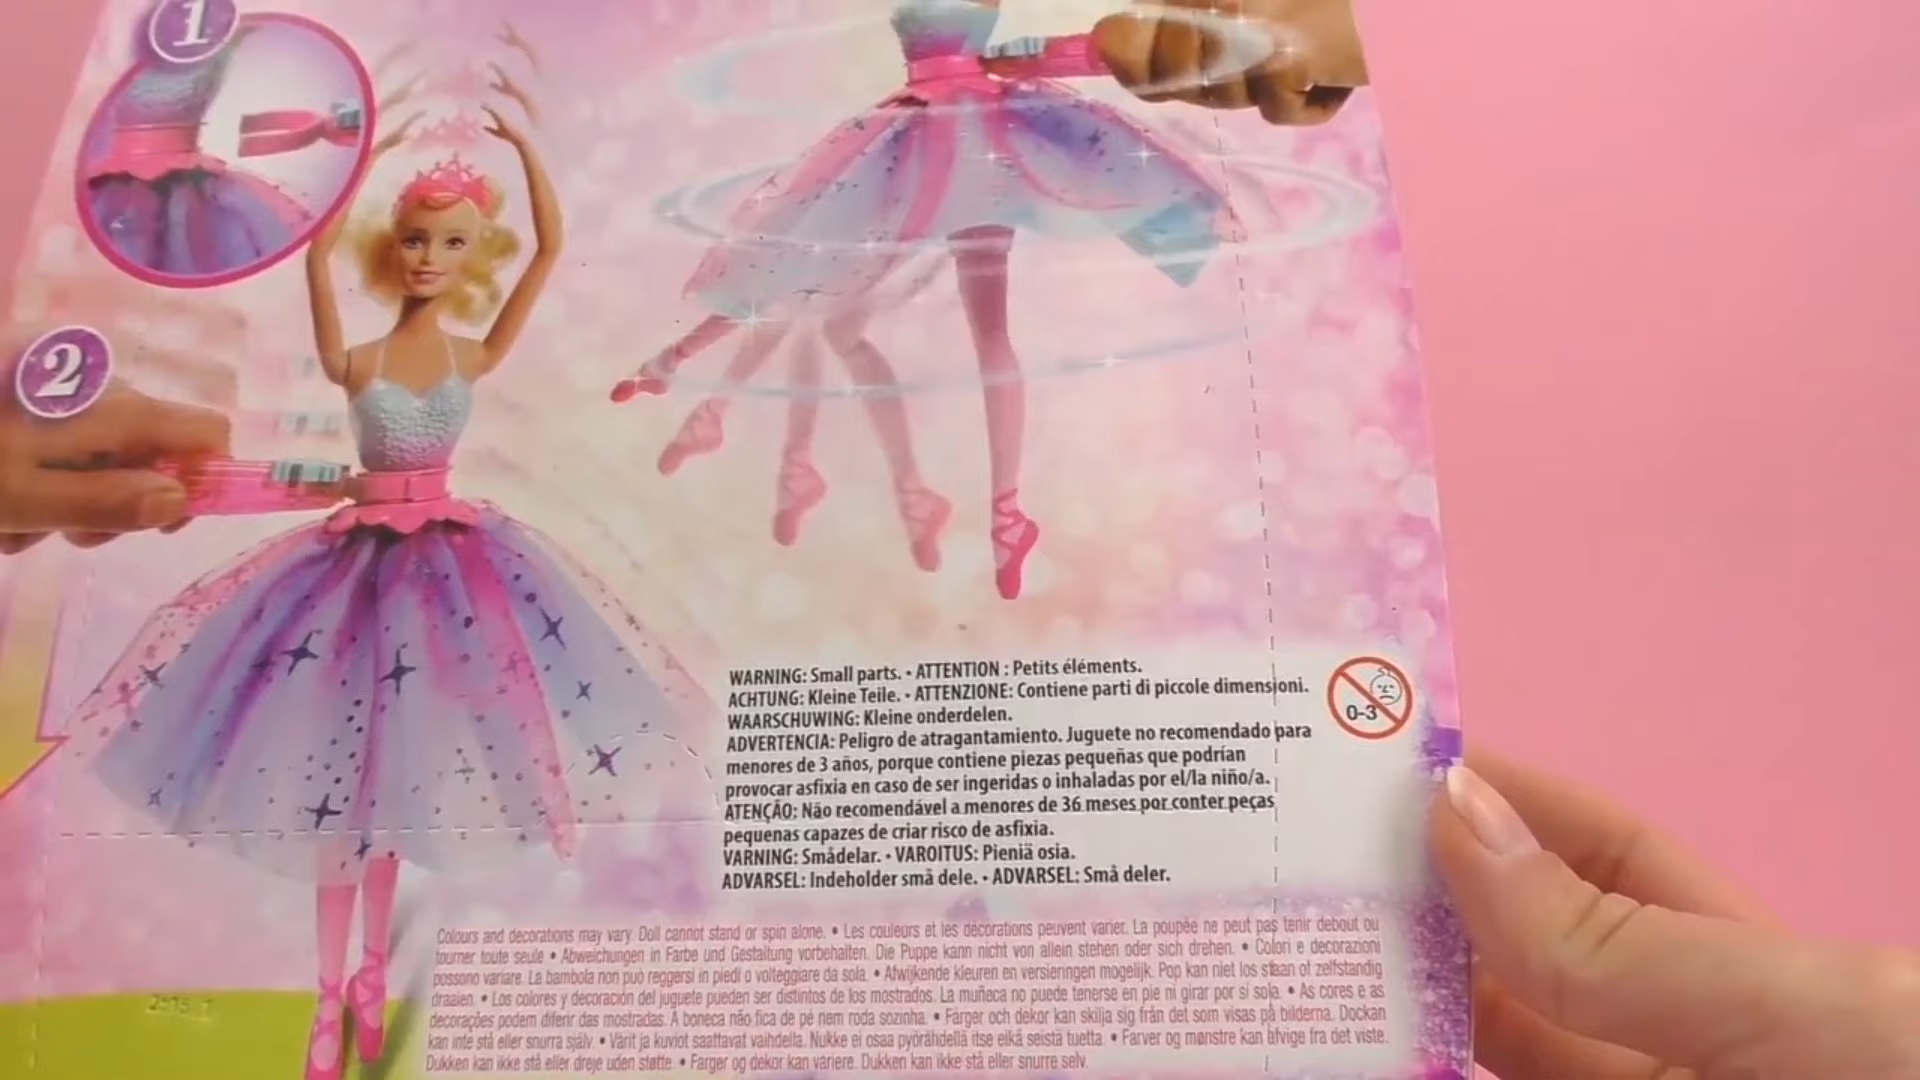 1
2
WARNING: Small parts. • ATTENTION : Petits éléments.
ACHTUNG: Kleine Teile. • ATTENZIONE: Contiene parti di piccole dimensioni.
WAARSCHUWING: Kleine onderdelen.
ADVERTENCIA: Peligro de atragantamiento. Juguete no recomendado para
menores de 3 años, porque contiene piezas pequeñas que podrían
provocar asfixia en caso de ser ingeridas o inhaladas por el/la niño/a.
ATENÇÃO: Não recomendável a menores de 36 meses por conter peças
pequenas capazes de criar risco de asfixia.
VARNING: Smådelar. • VAROITUS: Pieniä osia.
ADVARSEL: Indeholder små dele. • ADVARSEL: Små deler.
0-3
Colours and decorations may vary. Doll cannot stand or spin alone. • Les couleurs et les décorations peuvent varier. La poupée ne peut pas tenir debout ou
tourner toute seule • Abweichungen in Farbe und Gestaltung vorbehalten. Die Puppe kann nicht von allein stehen oder sich drehen. • Colori e decorazioni
possono variare. La bambola non può reggersi in piedi o volteggiare da sola. • Afwijkende kleuren en versieringen mogelijk. Pop kan niet los staan of zelfstandig
draaien. • Los colores y decoración del juguete pueden ser distintos de los mostrados. La muñeca no puede tenerse en pie ni girar por sí sola. • As cores e as
decorações podem diferir das mostradas. A boneca não fica de pé nem roda sozinha. • Färger och dekor kan skilja sig från det som visas på bilderna. Dockan
kan inte stå eller snurra själv. • Värit ja kuviot saattavat vaihdella. Nukke ei osaa pyörähdellä itse eikä seistä tuetta. • Farver og mønstre kan afvige fra det viste.
Dukken kan ikke stå eller dreje uden støtte. • Farger og dekor kan variere. Dukken kan ikke stå eller snurre selv.